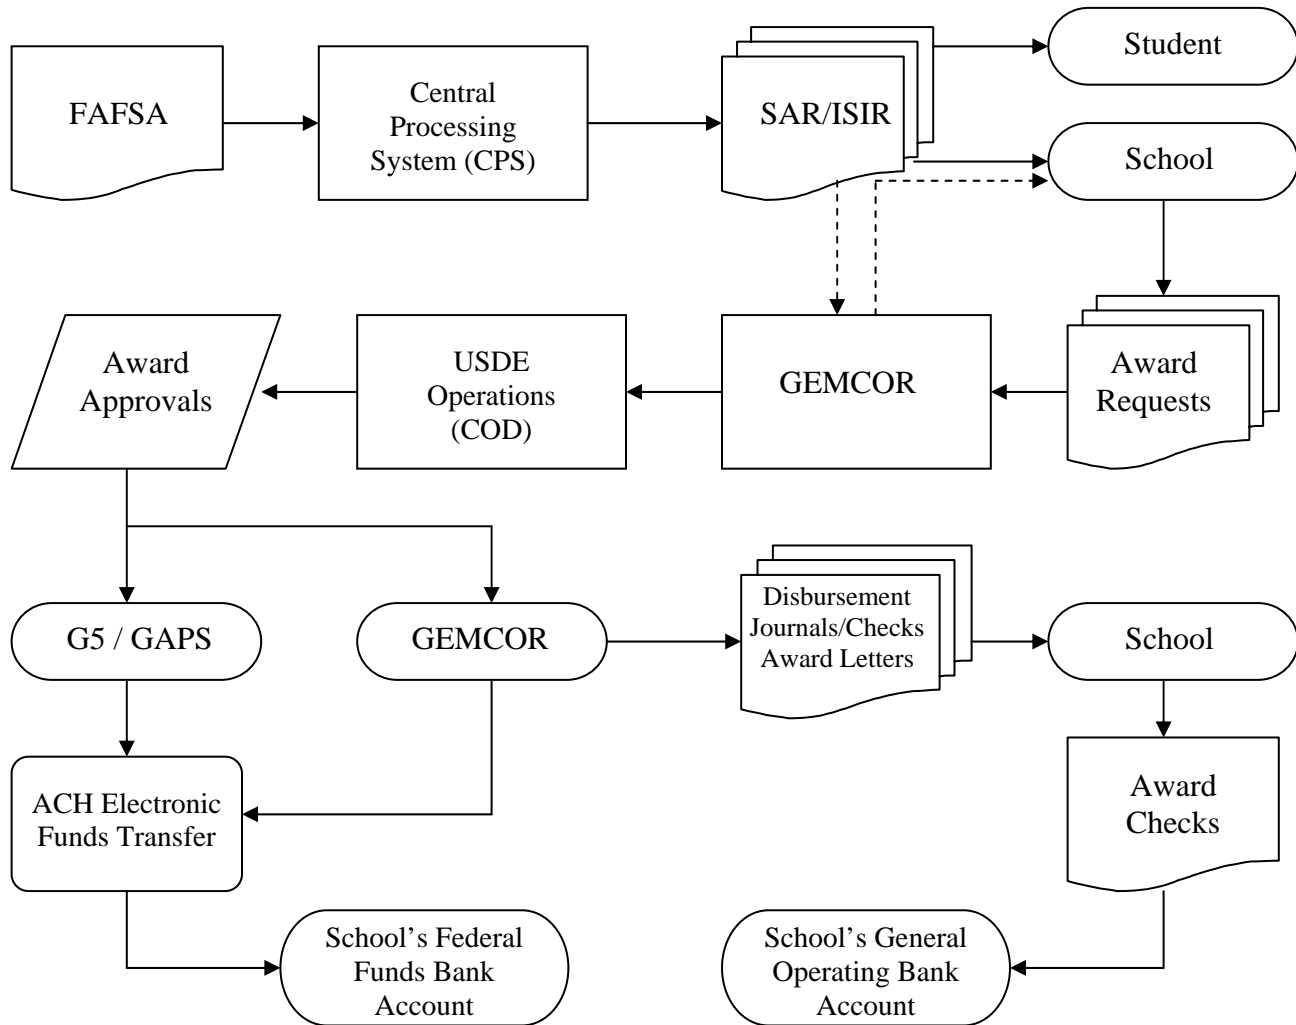 FAFSA
Central
Processing
System (CPS)
SAR/ISIR
Student
School
Award
Approvals
USDE
Operations
(COD)
GEMCOR
Award
Requests
G5 / GAPS
GEMCOR
Disbursement
Journals/Checks
Award Letters
School
ACH Electronic
Funds Transfer
Award
Checks
School’s Federal
Funds Bank
Account
School’s General
Operating Bank
Account